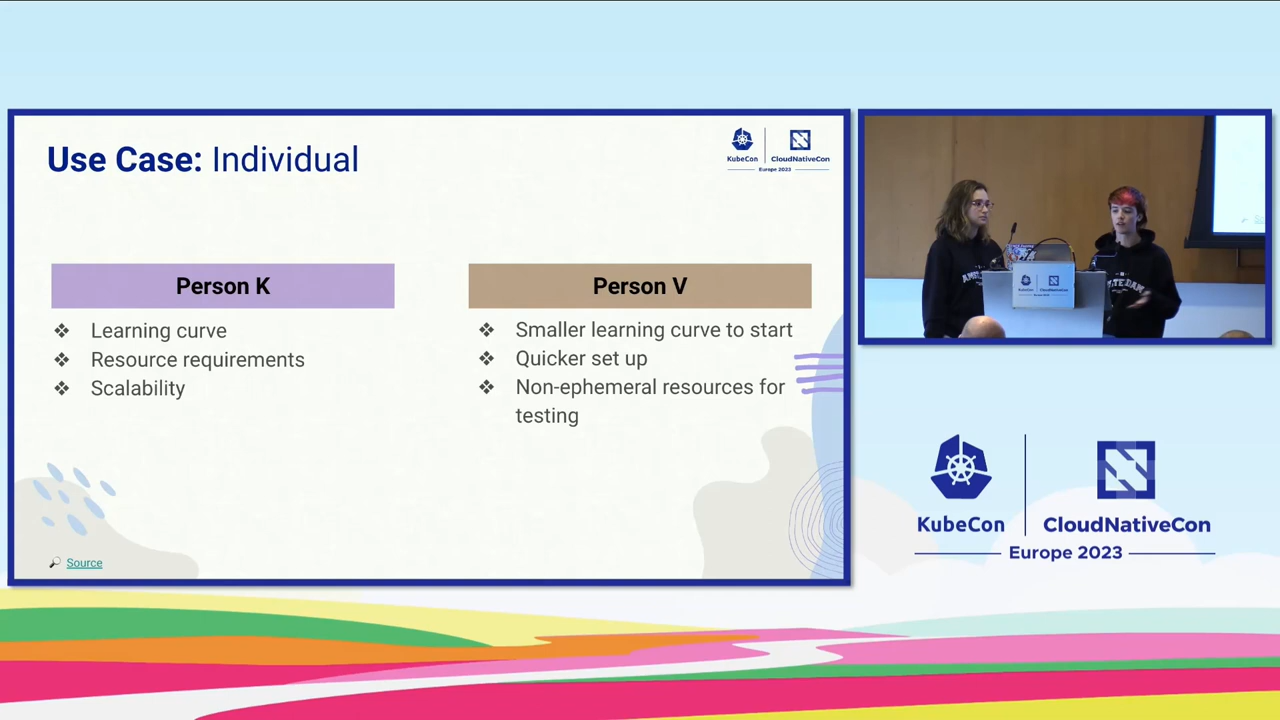 Use Case: Individual
KubeCon
CloudNativeCon
Europe 2023
Person K
❖ Learning curve
❖ Resource requirements
❖ Scalability
Person V
❖ Smaller learning curve to start
❖ Quicker set up
❖ Non-ephemeral resources for
testing
Source
KubeCon
CloudNativeCon
Europe 2023